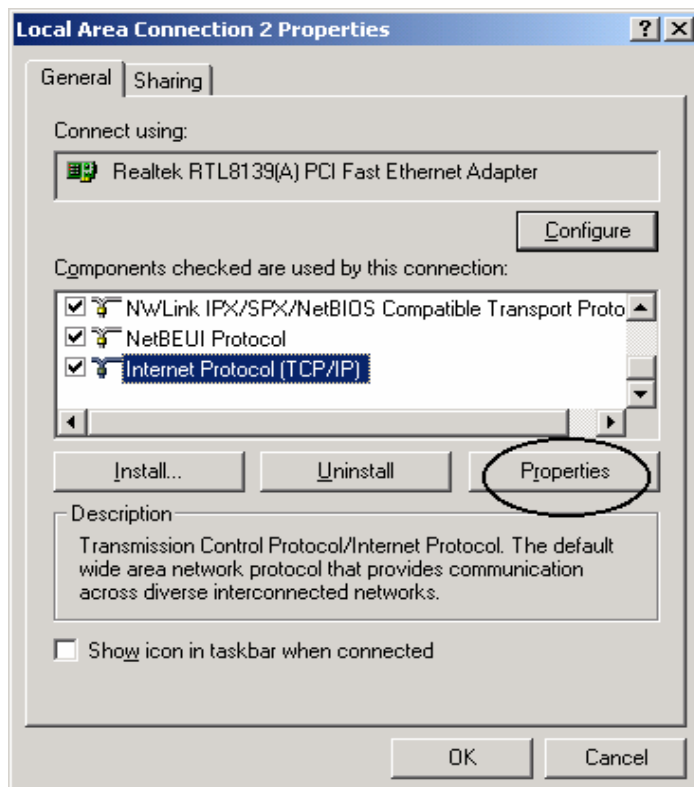 Local Area Connection 2 Properties
General
Sharing
Connect using:
Realtek RTL8139(A) PCI Fast Ethernet Adapter
Configure
Components checked are used by this connection:
NWLink IPX/SPX/NetBIOS Compatible Transport Proto
NetBEUI Protocol
Internet Protocol (TCP/IP)
Install...
Uninstall
Properties
Description
Transmission Control Protocol/Internet Protocol. The default
wide area network protocol that provides communication
across diverse interconnected networks.
Show icon in taskbar when connected
OK
Cancel